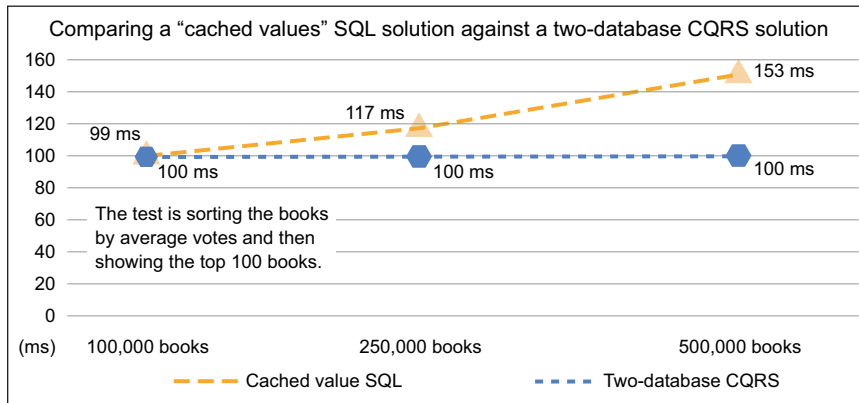 Comparing a “cached values” SQL solution against a two-database CQRS solution
160
140
120
100
80
60
40
20
0
99 ms
117 ms
153 ms
100 ms
100 ms
100 ms
The test is sorting the books
by average votes and then
showing the top 100 books.
(ms)
100,000 books
250,000 books
500,000 books
Cached value SQL
Two-database CQRS